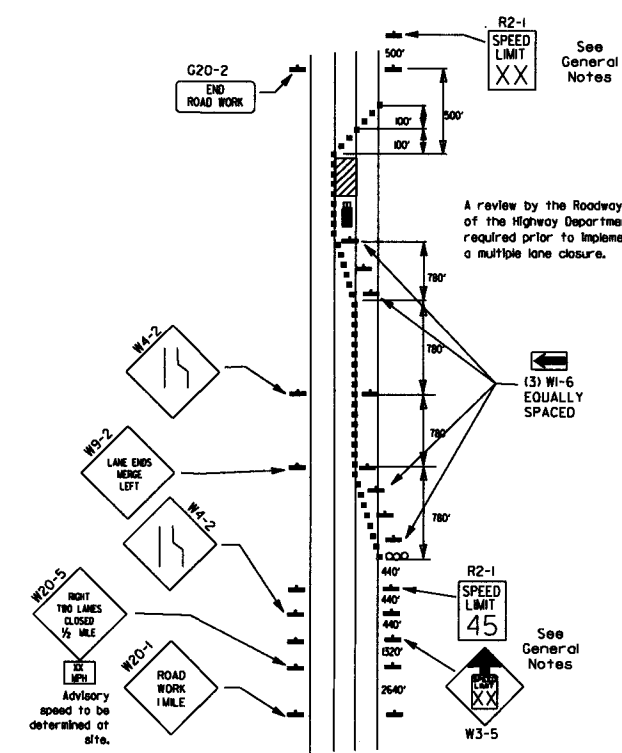 R2-1
SPEED
LIMIT
XX
See
General
Notes
500'
G20-2
END
ROAD WORK
500'
100'
100'
A review by the Roadway
of the Highway Departme
required prior to impleme
a multiple lane closure.
780'
780'
W4-2
(3) W1-6
EQUALLY
SPACED
780'
W9-2
LANE ENDS
MERGE
LEFT
780'
W4-2
440'
R2-1
SPEED
LIMIT
45
440'
440'
W20-5
RIGHT
TWO LANES
CLOSED
1/2 MILE
XX
MPH
Advisory
speed to be
determined at
site.
1320'
See
General
Notes
W20-1
ROAD
WORK
1 MILE
2640'
SPEED
LIMIT
XX
W3-5